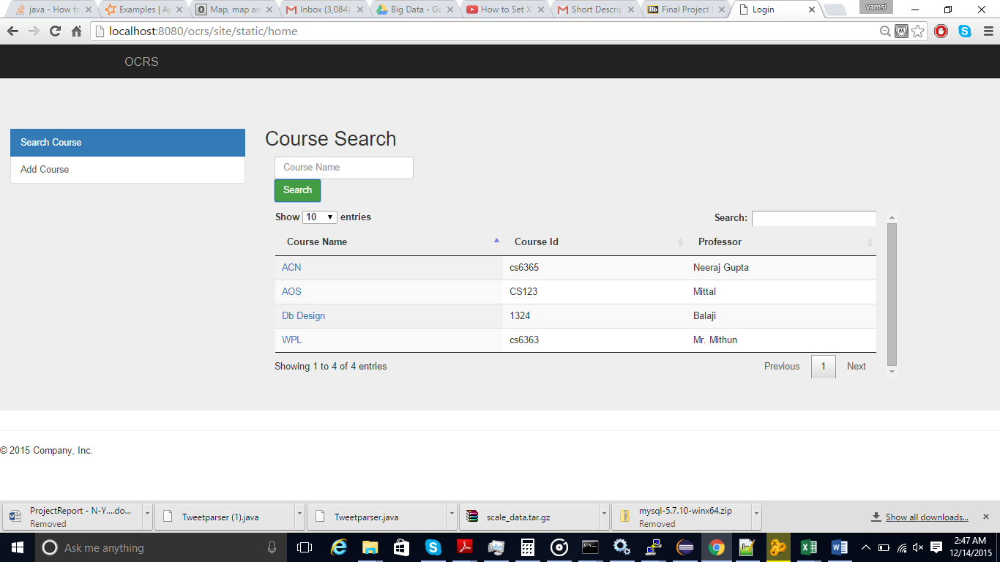 java - How to
Examples | Ap
Map, map an
Inbox (3,084)
Big Data - Go
How to Set X
Short Descrip
Final Project
Login
vamsi
localhost:8080/ocrs/site/static/home
OCRS
Search Course
Add Course
Course Search
Course Name
Search
Show 10 entries
Search:
Course Name Course Id Professor
ACN cs6365 Neeraj Gupta
AOS CS123 Mittal
Db Design 1324 Balaji
WPL cs6363 Mr. Mithun
Showing 1 to 4 of 4 entries
Previous 1 Next
© 2015 Company, Inc.
ProjectReport - N-Y....do...
Removed
Tweetparser (1).java
Tweetparser.java
scale_data.tar.gz
mysql-5.7.10-winx64.zip
Removed
Show all downloads...
Ask me anything
2:47 AM
12/14/2015